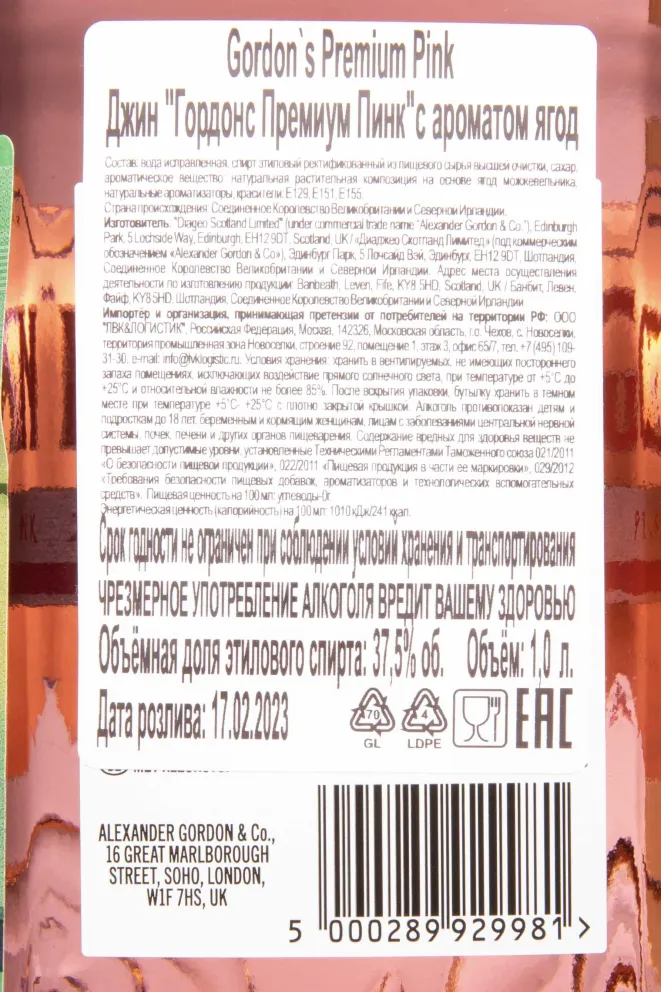 Gordon`s Premium Pink
Джин "Гордонс Премиум Пинк"с ароматом ягод
Состав: вода исправленная, спирт этиловый ректификованный из пищевого сырья высшей очистки, сахар,
ароматическое вещество натуральная растительная композиция на основе ягод можжевельника,
натуральные ароматизаторы, красители: Е129, Е151, Е155.
Страна происхождения: Соединенное Королевство Великобритании и Северной Ирландии.
Изготовитель: "Diageo Scotland Limited" (under commercial trade name "Alexander Gordon & Co."), Edinburgh
Park, 5 Lochside Way, Edinburgh, EH12 9DT, Scotland, UK / «Диаджео Скотланд Лимитед» (под коммерческим
обозначением «Alexander Gordon & Co»), Эдинбург Парк, 5 Лочсайд Вэй, Эдинбург, EH12 9DT, Шотландия,
Соединенное Королевство Великобритании и Северной Ирландии. Адрес места осуществления
деятельности по изготовлению продукции: Banbeath, Leven, Fife, KY8 5HD, Scotland, UK / Банбит, Левен,
Файф, KY8 5HD, Шотландия, Соединенное Королевство Великобритании и Северной Ирландии
Импортёр и организация, принимающая претензии от потребителей на территории РФ: ООО
"ЛВК&ЛОГИСТИК", Российская Федерация, Москва, 142326, Московская область, г.о. Чехов, с. Новоселки,
территория промышленная зона Новоселки, строение 92, помещение 1, этаж 3, офис 65/7, тел. +7 (495) 109-
31-30, e-mail: info@lvklogistic.ru. Условия хранения: хранить в вентилируемых, не имеющих постороннего
запаха помещениях, исключающих воздействие прямого солнечного света, при температуре от +5°С до
+25°С и относительной влажности не более 85%. После вскрытия упаковки, бутылку хранить в темном
месте при температуре +5°С- +25°С с плотно закрытой крышкой. Алкоголь противопоказан детям и
подросткам до 18 лет, беременным и кормящим женщинам, лицам с заболеваниями центральной нервной
системы, почек, печени и других органов пищеварения. Содержание вредных для здоровья веществ не
превышает допустимые уровни, установленные Техническими Регламентами Таможенного союза 021/2011
«О безопасности пищевой продукции», 022/2011 «Пищевая продукция в части ее маркировки», 029/2012
«Требования безопасности пищевых добавок, ароматизаторов и технологических вспомогательных
средств». Пищевая ценность на 100 мл: углеводы-0г
Энергетическая ценность (калорийность) на 100 мл: 1010 кДж/241 ккал.
Срок годности не ограничен при соблюдении условий хранения и транспортирования
ЧРЕЗМЕРНОЕ УПОТРЕБЛЕНИЕ АЛКОГОЛЯ ВРЕДИТ ВАШЕМУ ЗДОРОВЬЮ
Объёмная доля этилового спирта: 37,5% об. Объём: 1,0 л.
Дата розлива: 17.02.2023
70 GL
4 LDPE
EAC
ALEXANDER GORDON & Co.,
16 GREAT MARLBOROUGH
STREET, SOHO, LONDON,
W1F 7HS, UK
5 000289 929981 >